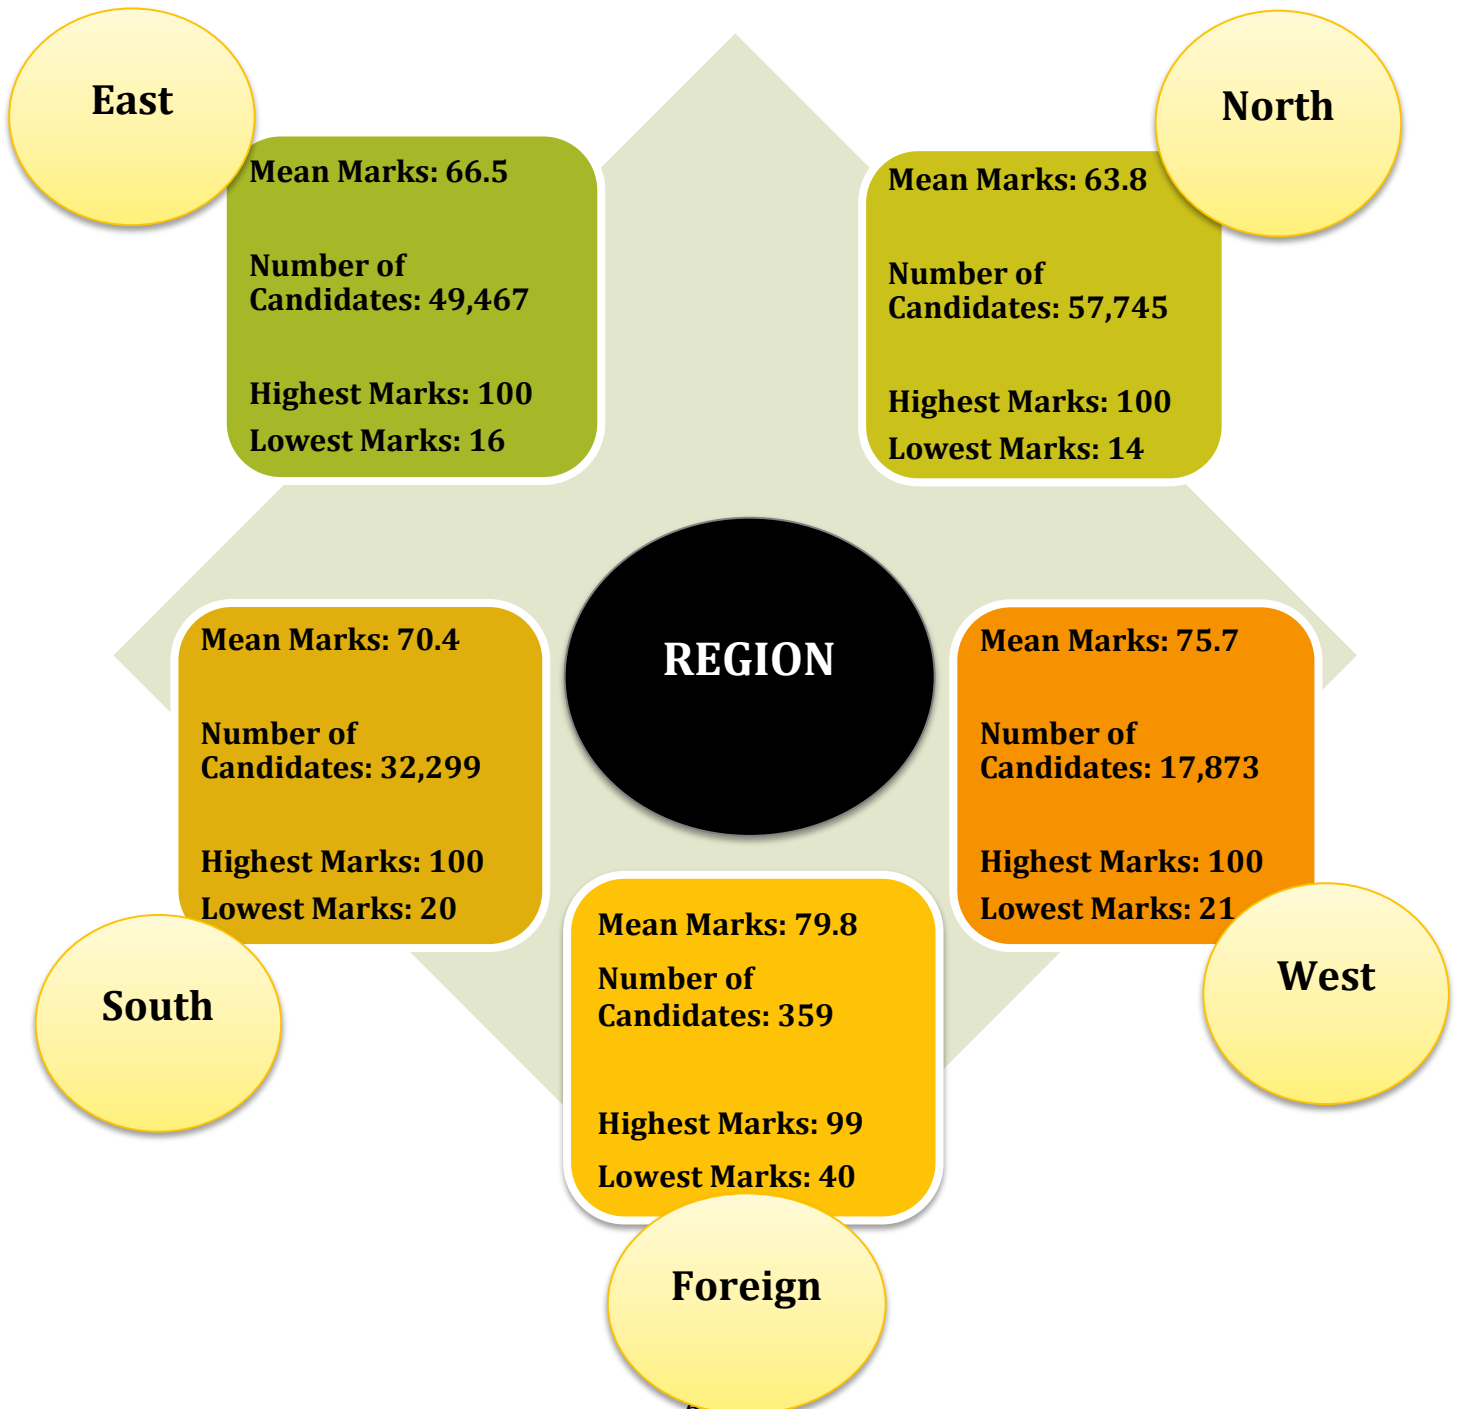 East
Mean Marks: 66.5
Number of
Candidates: 49,467
Highest Marks: 100
Lowest Marks: 16
North
Mean Marks: 63.8
Number of
Candidates: 57,745
Highest Marks: 100
Lowest Marks: 14
REGION
Mean Marks: 70.4
Number of
Candidates: 32,299
Highest Marks: 100
Lowest Marks: 20
South
Mean Marks: 75.7
Number of
Candidates: 17,873
Highest Marks: 100
Lowest Marks: 21
West
Mean Marks: 79.8
Number of
Candidates: 359
Highest Marks: 99
Lowest Marks: 40
Foreign